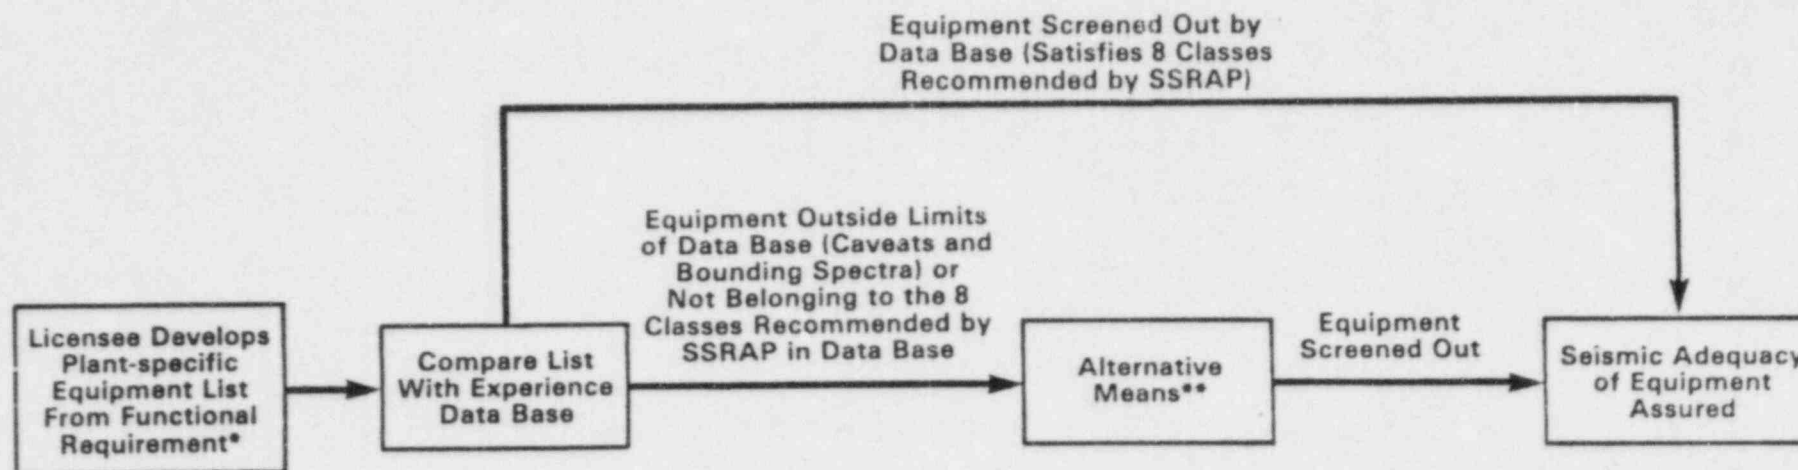 Equipment Screened Out by
Data Base (Satisfies 8 Classes
Recommended by SSRAP)
Equipment Outside Limits
of Data Base (Caveats and
Bounding Spectra) or
Not Belonging to the 8
Classes Recommended by
SSRAP in Data Base
Licensee Develops
Plant-specific
Equipment List
From Functional
Requirement*
Compare List
With Experience
Data Base
Alternative
Means**
Equipment
Screened Out
Seismic Adequacy
of Equipment
Assured